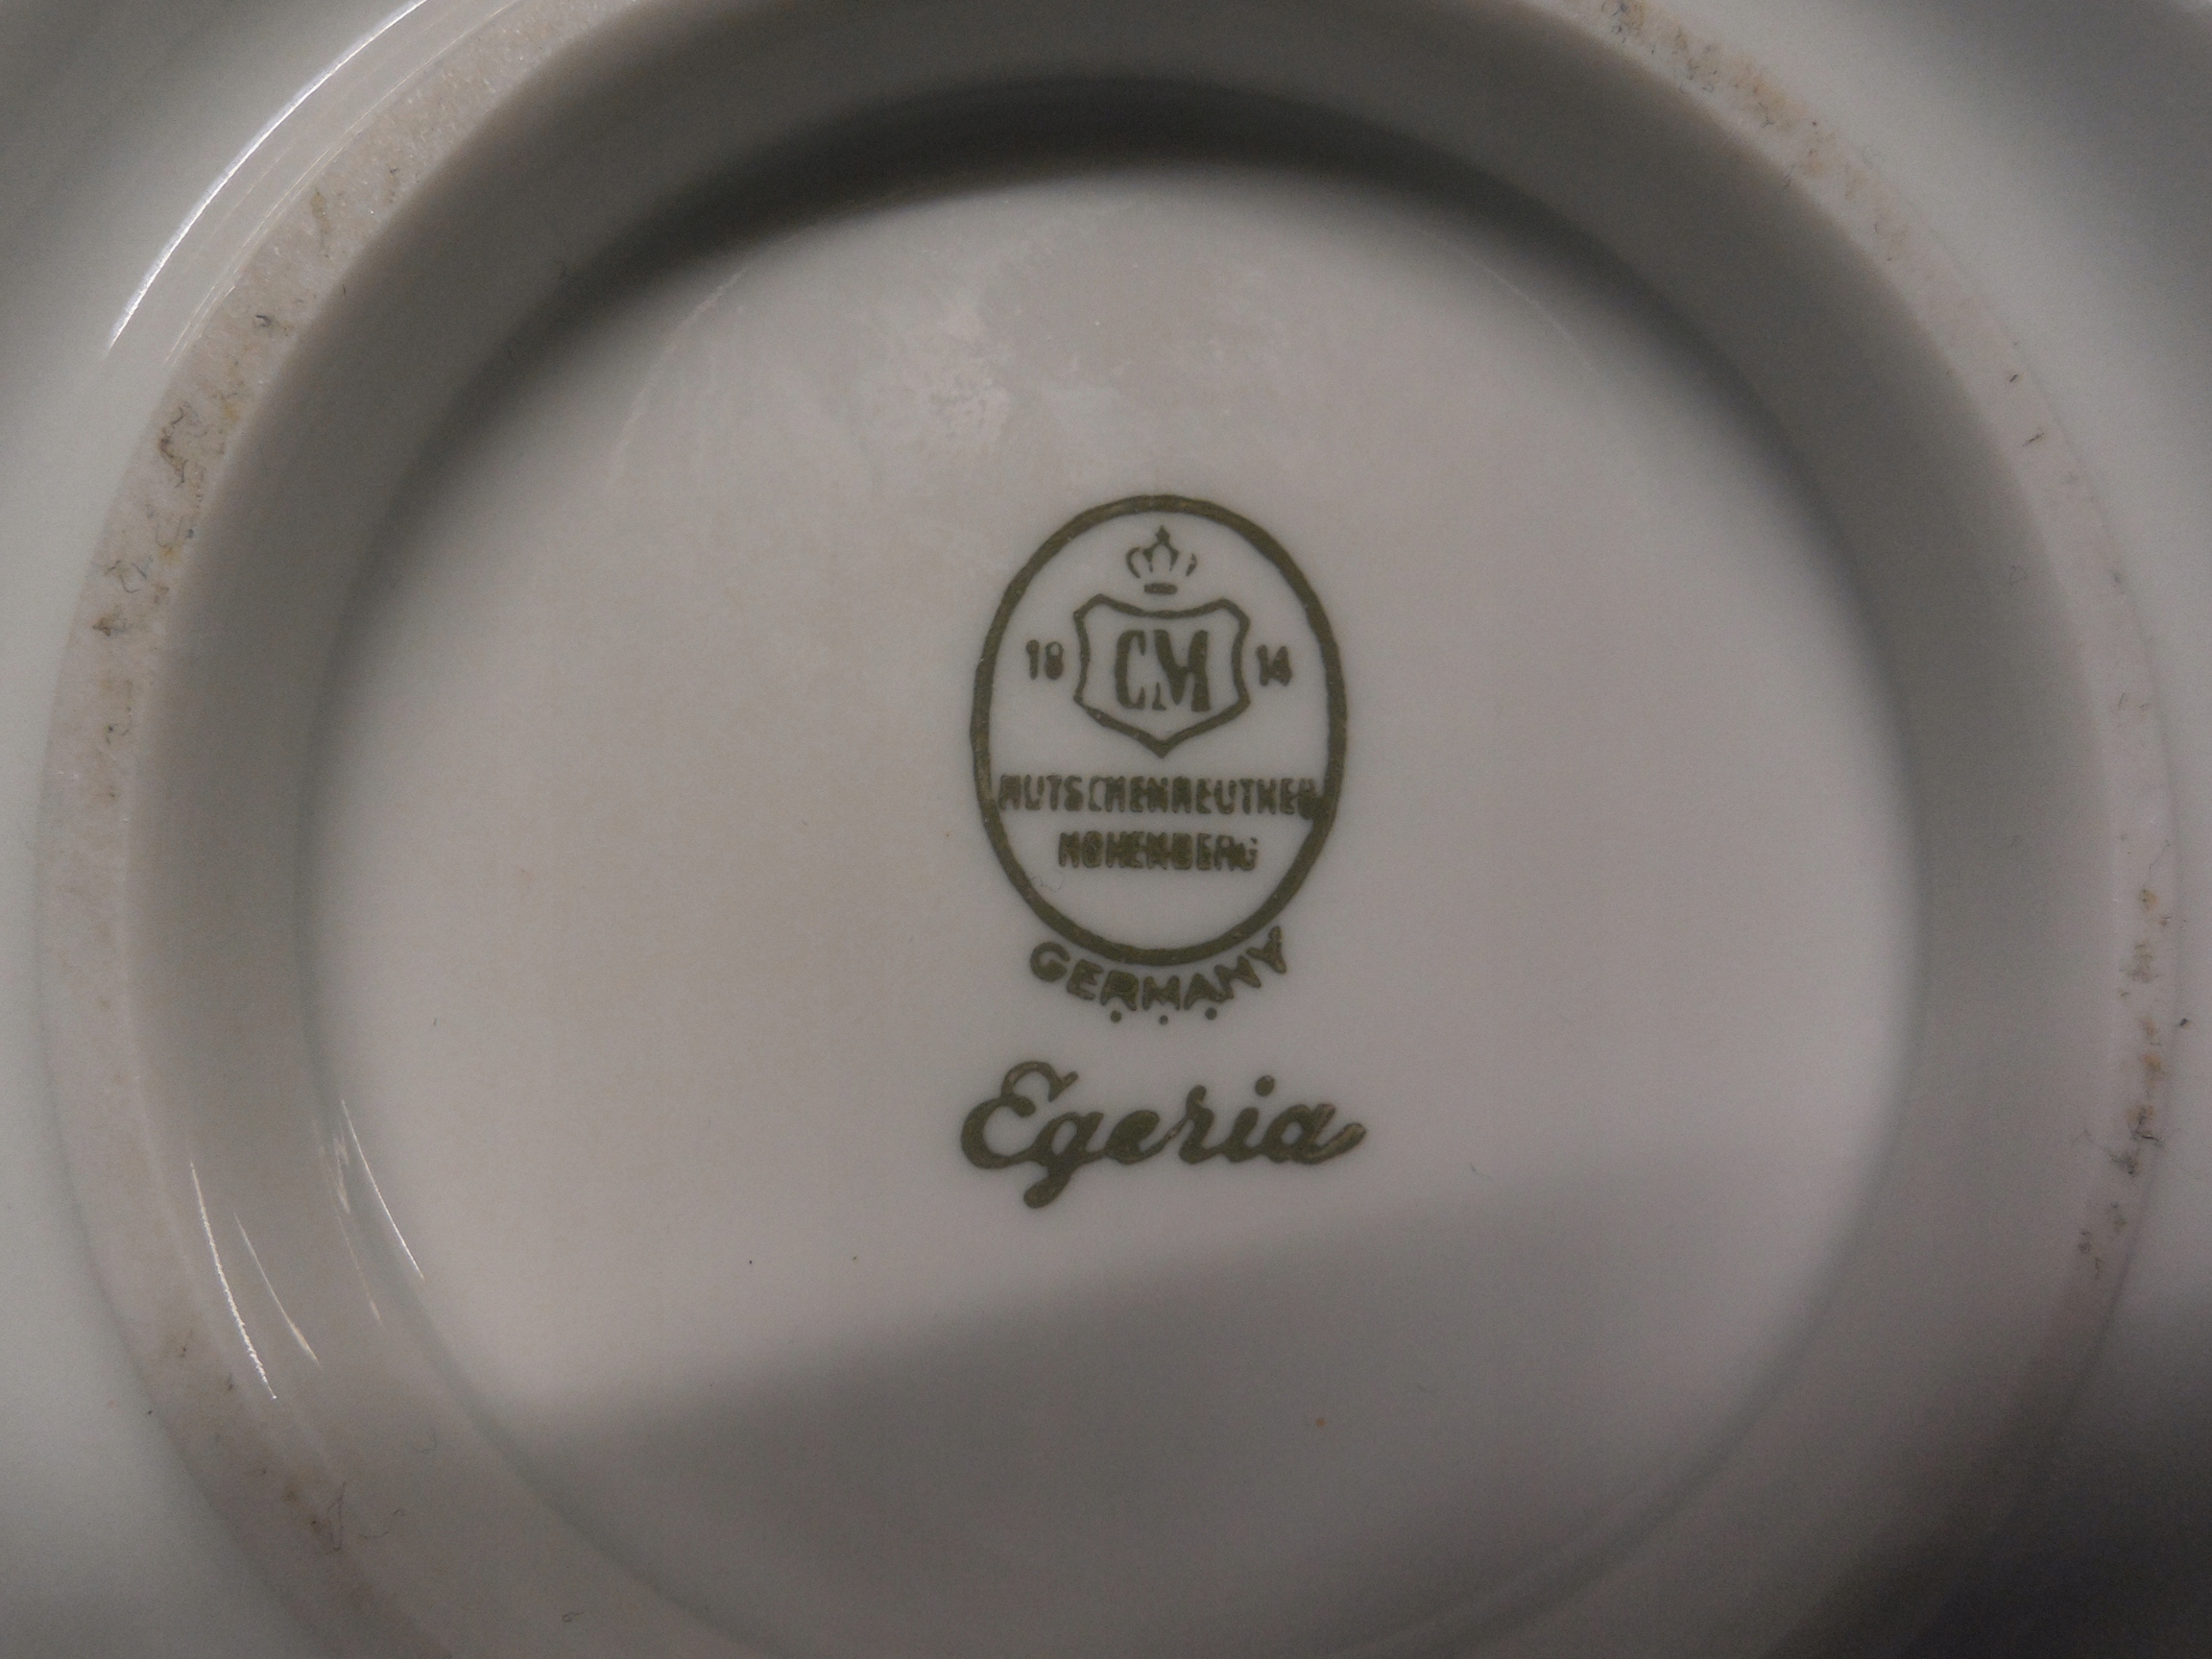 18 CM 14
HUTSCHENREUTHER
HOHENBERG
GERMANY
Egeria